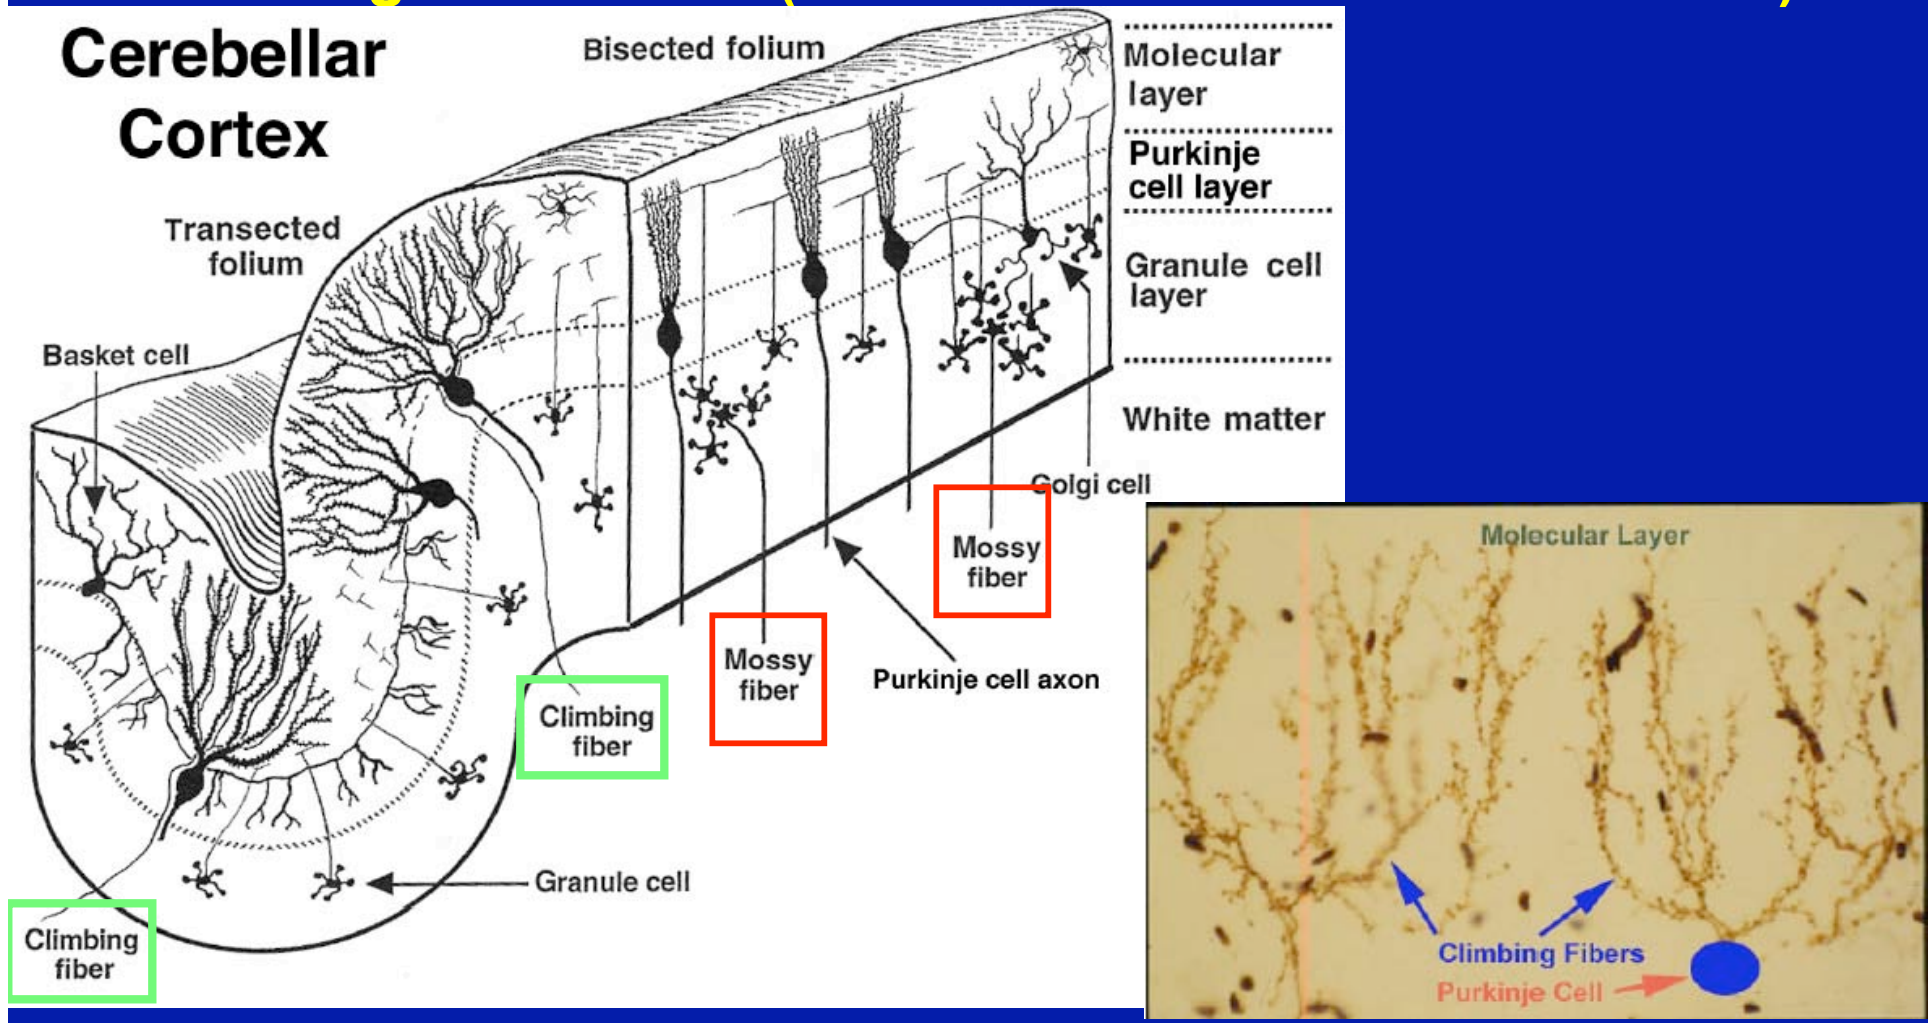 Cerebellar
Cortex
Bisected folium
Molecular
layer
Purkinje
cell layer
Transected
folium
Granule cell
layer
Basket cell
White matter
Golgi cell
Mossy
fiber
Mossy
fiber
Purkinje cell axon
Climbing
fiber
Granule cell
Climbing
fiber
Molecular Layer
Climbing Fibers
Purkinje Cell